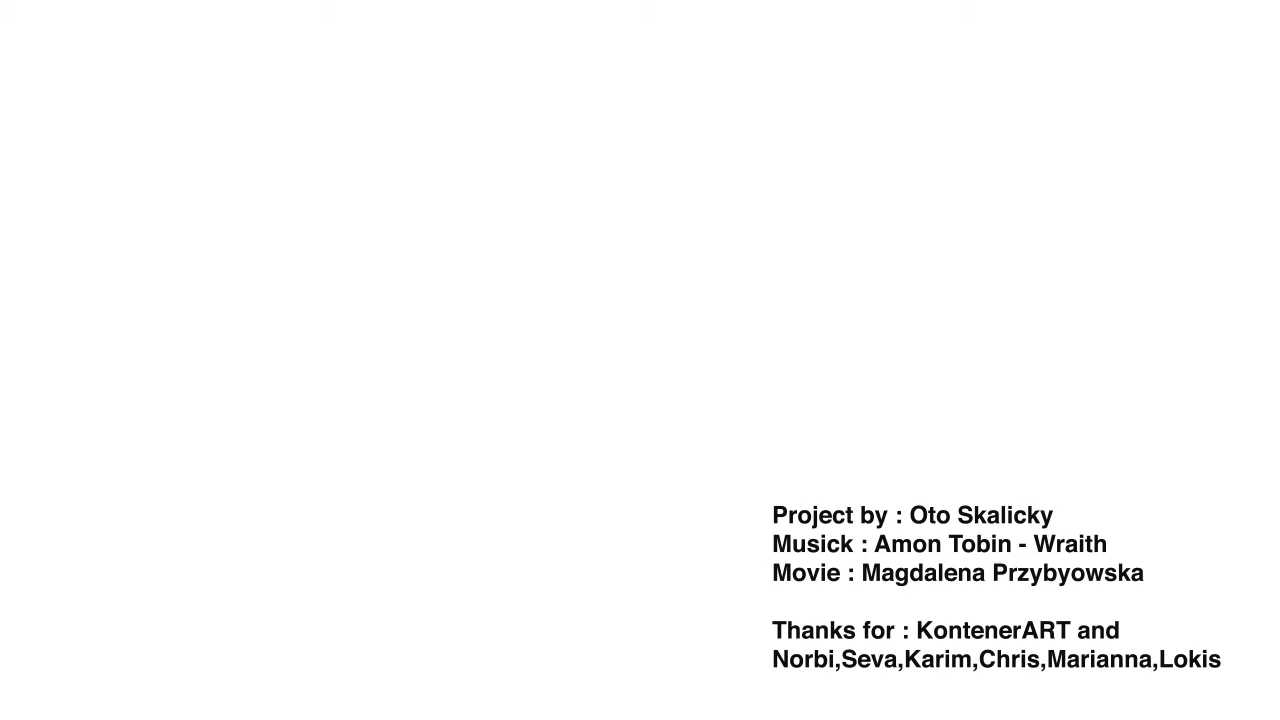 Project by : Oto Skalicky
Musick : Amon Tobin - Wraith
Movie : Magdalena Przybyowska
Thanks for : KontenerART and
Norbi,Seva,Karim,Chris,Marianna,Lokis